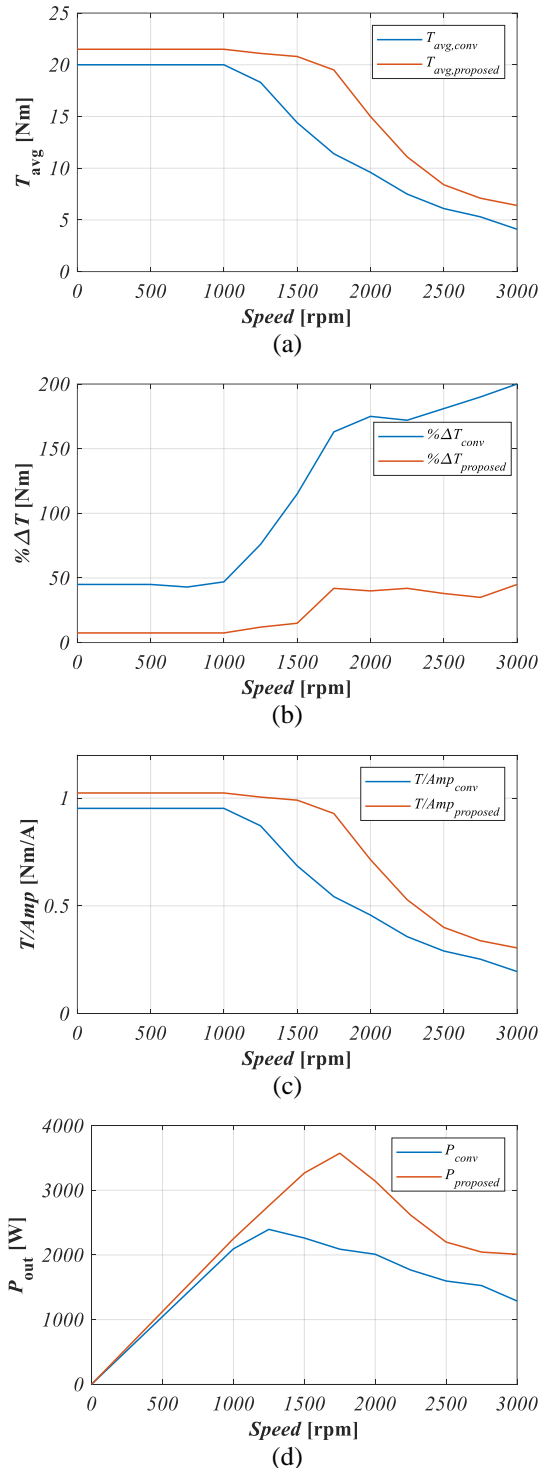 25
20
15
10
5
0
T_avg [Nm]
T_avg,conv
T_avg,proposed
0 500 1000 1500 2000 2500 3000
Speed [rpm]
(a)
200
150
100
50
0
%ΔT [Nm]
%ΔT_conv
%ΔT_proposed
0 500 1000 1500 2000 2500 3000
Speed [rpm]
(b)
1
0.5
0
T/Amp [Nm/A]
T/Amp_conv
T/Amp_proposed
0 500 1000 1500 2000 2500 3000
Speed [rpm]
(c)
4000
3000
2000
1000
0
P_out [W]
P_conv
P_proposed
0 500 1000 1500 2000 2500 3000
Speed [rpm]
(d)